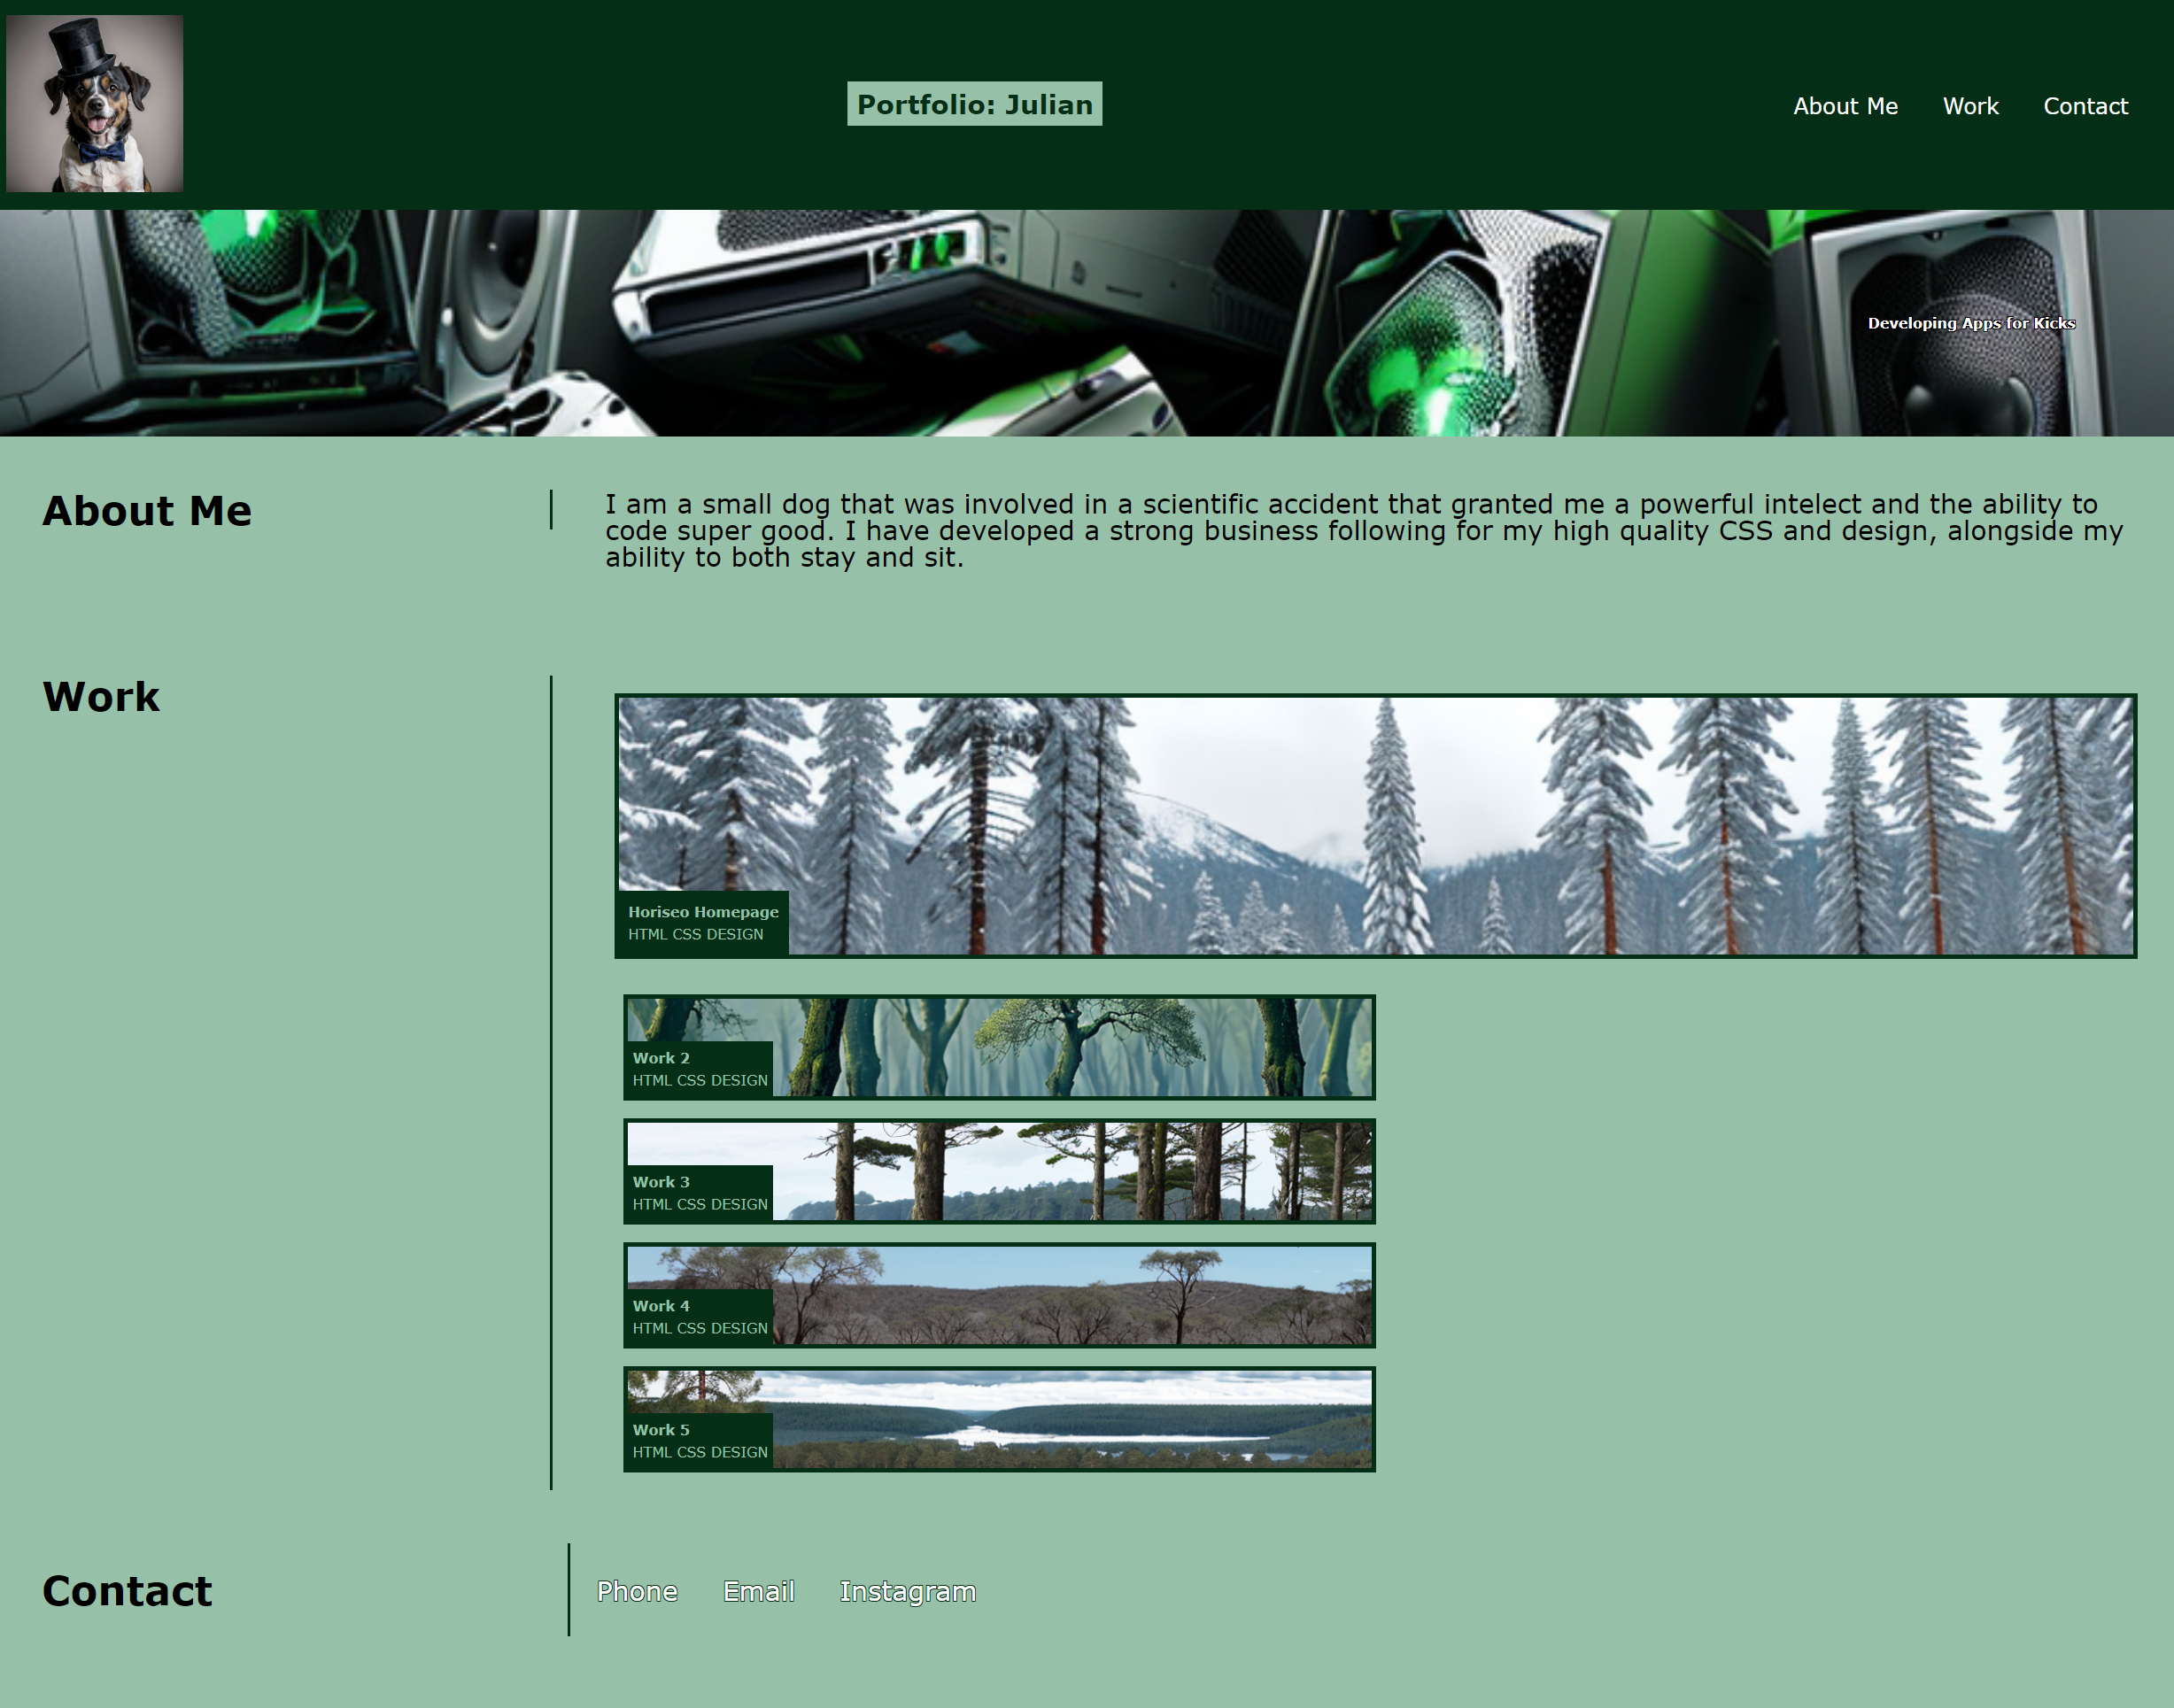 Portfolio: Julian
About Me
Work
Contact
Developing Apps for Kicks
About Me
I am a small dog that was involved in a scientific accident that granted me a powerful intelect and the ability to
code super good. I have developed a strong business following for my high quality CSS and design, alongside my
ability to both stay and sit.
Work
Horiseo Homepage
HTML CSS DESIGN
Work 2
HTML CSS DESIGN
Work 3
HTML CSS DESIGN
Work 4
HTML CSS DESIGN
Work 5
HTML CSS DESIGN
Contact
Phone
Email
Instagram